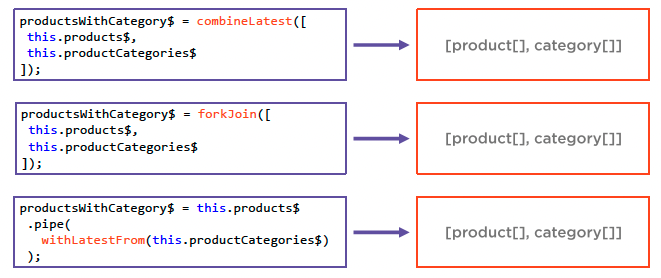 productsWithCategory$ = combineLatest([
this.products$,
this.productCategories$
]);
[product[], category[]]
productsWithCategory$ = forkJoin([
this.products$,
this.productCategories$
]);
[product[], category[]]
productsWithCategory$ = this.products$
.pipe(
withLatestFrom(this.productCategories$)
);
[product[], category[]]